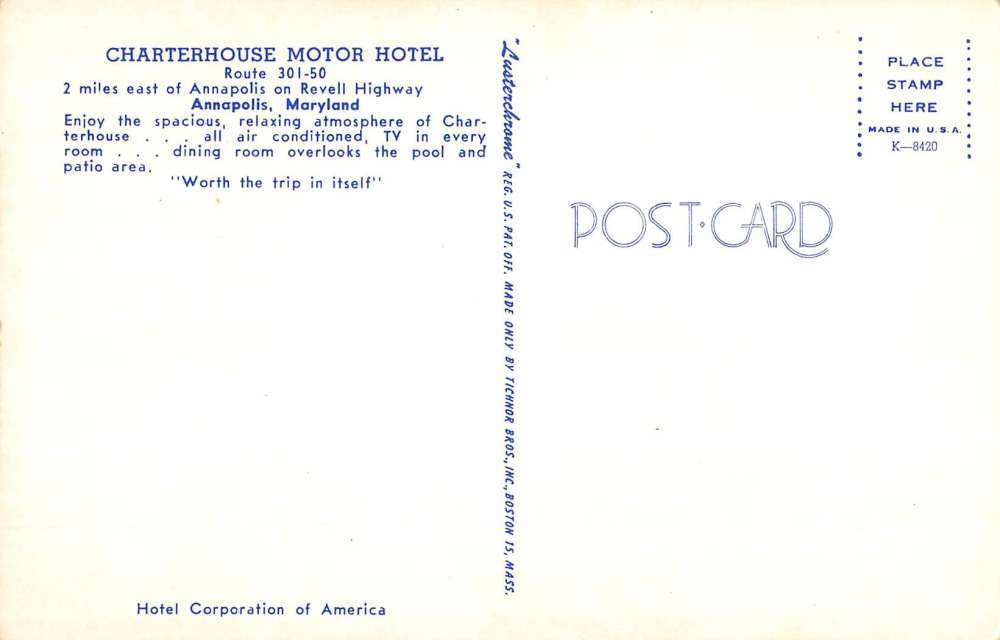 CHARTERHOUSE MOTOR HOTEL
Route 301-50
2 miles east of Annapolis on Revell Highway
Annapolis, Maryland
Enjoy the spacious, relaxing atmosphere of Char-
terhouse . . . all air conditioned, TV in every
room . . . dining room overlooks the pool and
patio area.
"Worth the trip in itself"
Hotel Corporation of America
"Lusterchrome" REG. U.S. PAT. OFF. MADE ONLY BY TICHNOR BROS., INC., BOSTON 15, MASS.
POST·CARD
PLACE
STAMP
HERE
MADE IN U.S.A.
K—8420